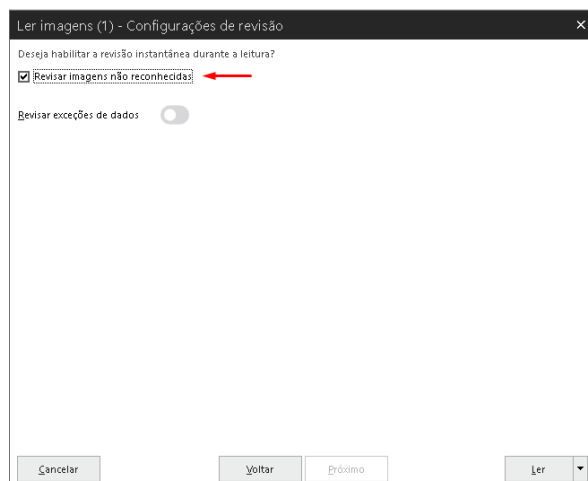 Ler imagens (1) - Configurações de revisão
Deseja habilitar a revisão instantânea durante a leitura?
Revisar imagens não reconhecidas
Revisar exceções de dados
Cancelar
Voltar
Próximo
Ler